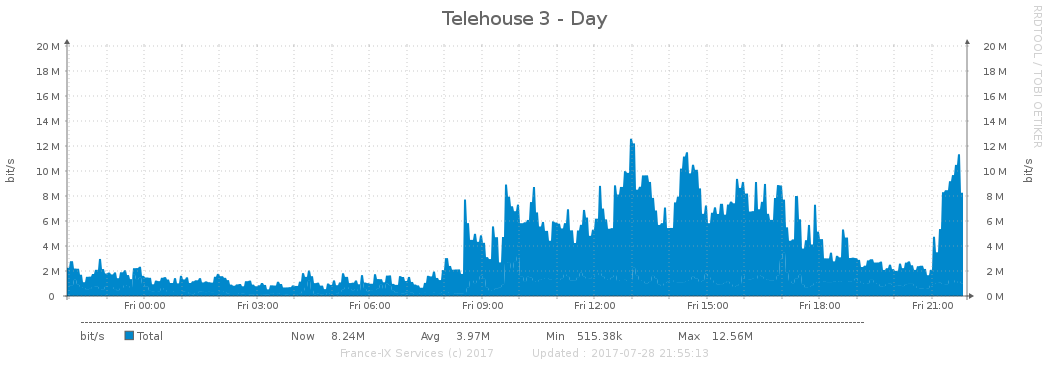 Telehouse 3 - Day
RRDTOOL / TOBI OETIKER
bit/s
20 M 20 M
18 M 18 M
16 M 16 M
14 M 14 M
12 M 12 M
10 M 10 M
8 M 8 M
6 M 6 M
4 M 4 M
2 M 2 M
0 0 M
bit/s
Fri 00:00 Fri 03:00 Fri 06:00 Fri 09:00 Fri 12:00 Fri 15:00 Fri 18:00 Fri 21:00
bit/s Total Now 8.24M Avg 3.97M Min 515.38k Max 12.56M
France-IX Services (c) 2017 Updated : 2017-07-28 21:55:13